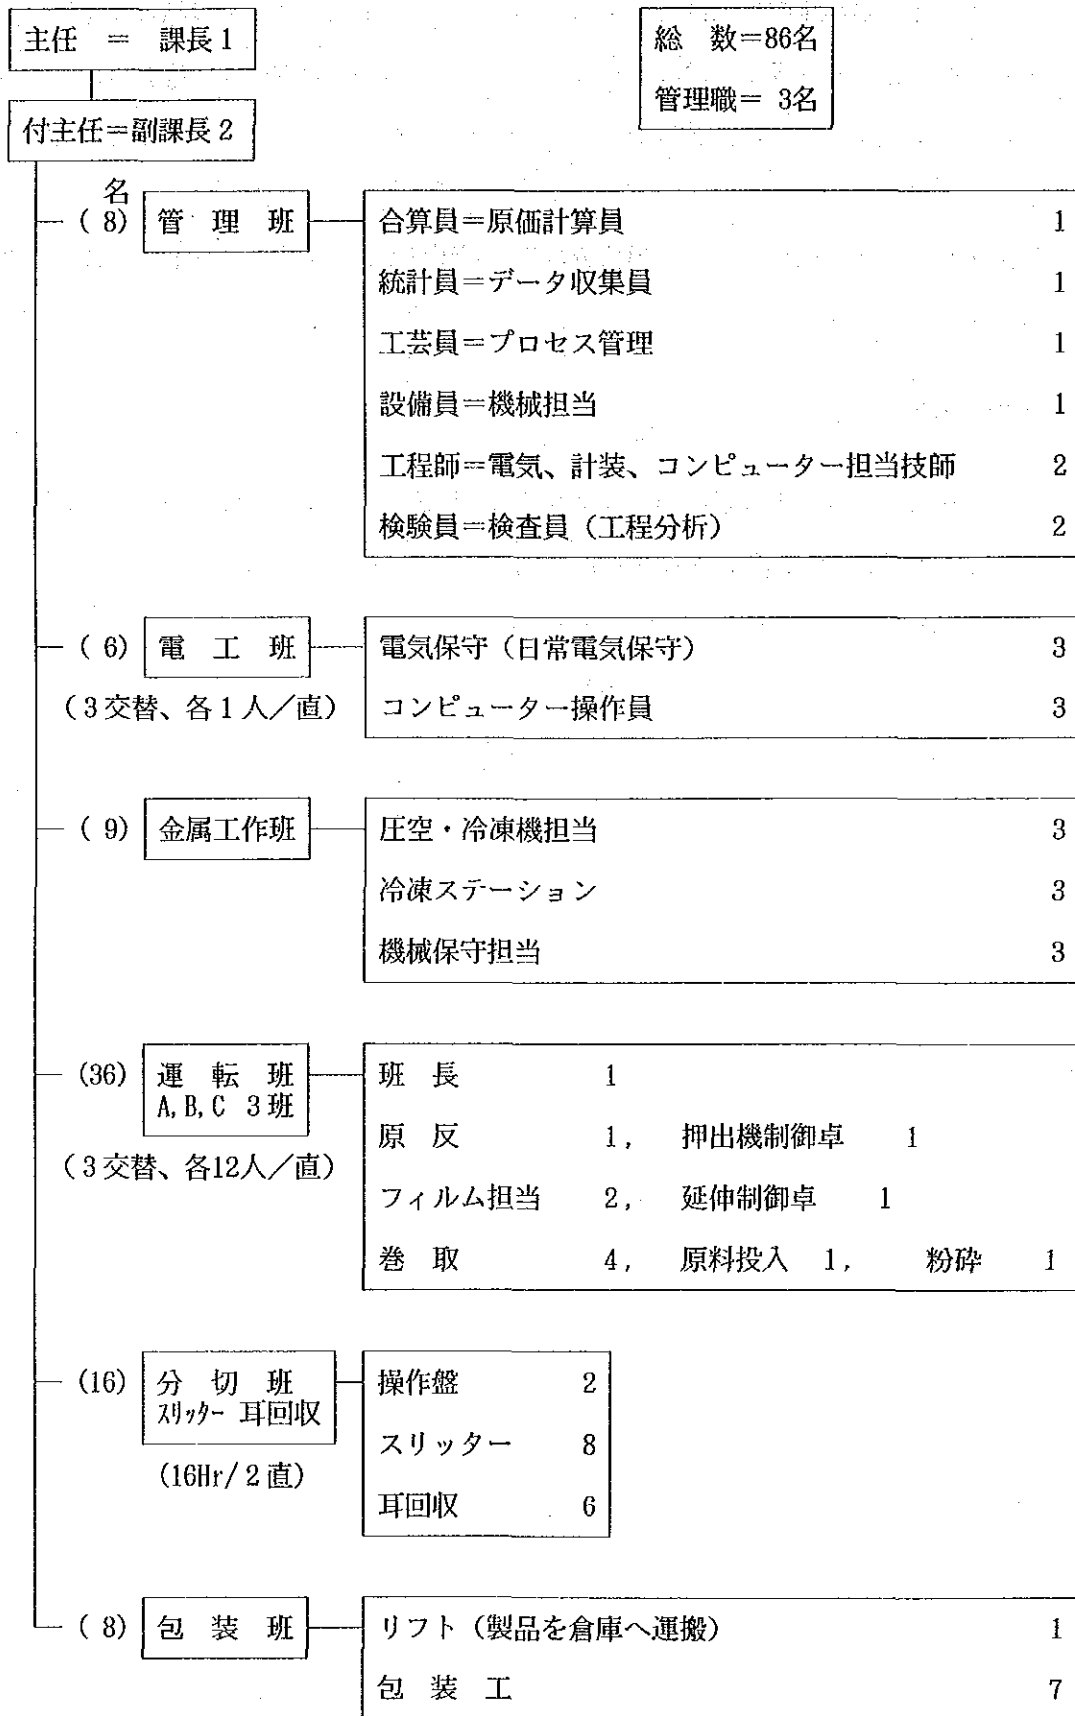 主任 ＝ 課長1
総 数＝86名
管理職＝ 3名
付主任＝副課長2
名
( 8) 管 理 班
合算員＝原価計算員 1
統計員＝データ収集員 1
工芸員＝プロセス管理 1
設備員＝機械担当 1
工程師＝電気、計装、コンピューター担当技師 2
検験員＝検査員（工程分析） 2
( 6) 電 工 班
（3交替、各1人／直）
電気保守（日常電気保守） 3
コンピューター操作員 3
( 9) 金属工作班
圧空・冷凍機担当 3
冷凍ステーション 3
機械保守担当 3
(36) 運 転 班
A, B, C 3班
（3交替、各12人／直）
班 長 1
原 反 1, 押出機制御卓 1
フィルム担当 2, 延伸制御卓 1
巻 取 4, 原料投入 1, 粉砕 1
(16) 分 切 班
スリッター 耳回収
(16Hr/2直)
操作盤 2
スリッター 8
耳回収 6
( 8) 包 装 班
リフト（製品を倉庫へ運搬） 1
包 装 工 7